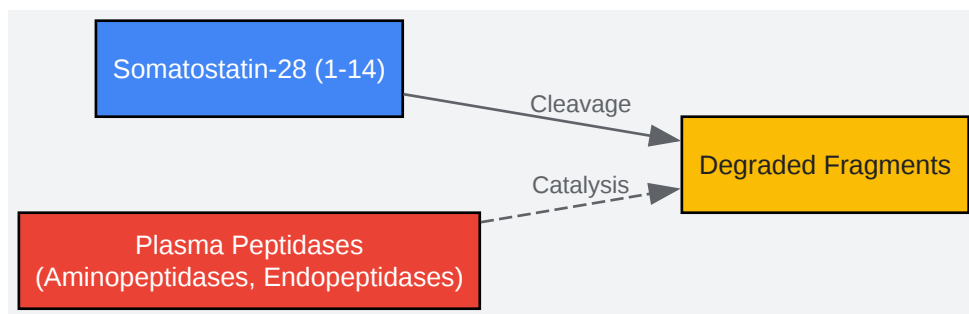 Somatostatin-28 (1-14)
Cleavage
Degraded Fragments
Catalysis
Plasma Peptidases
(Aminopeptidases, Endopeptidases)